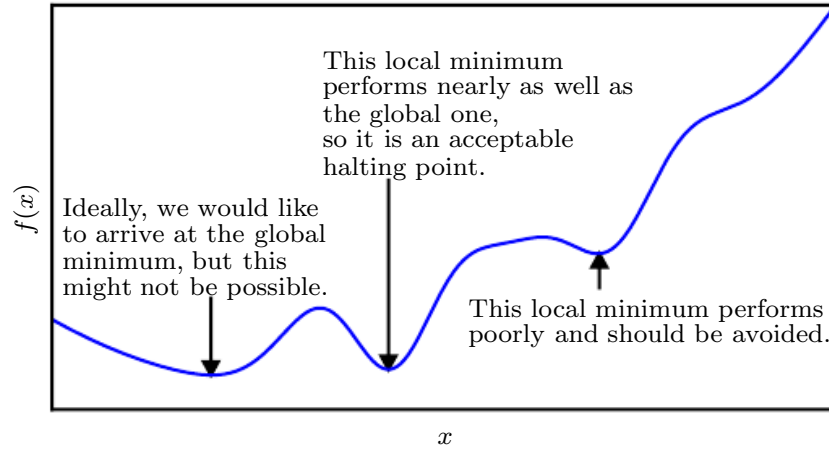 This local minimum
performs nearly as well as
the global one,
so it is an acceptable
halting point.
Ideally, we would like
to arrive at the global
minimum, but this
might not be possible.
This local minimum performs
poorly and should be avoided.
f(x)
x